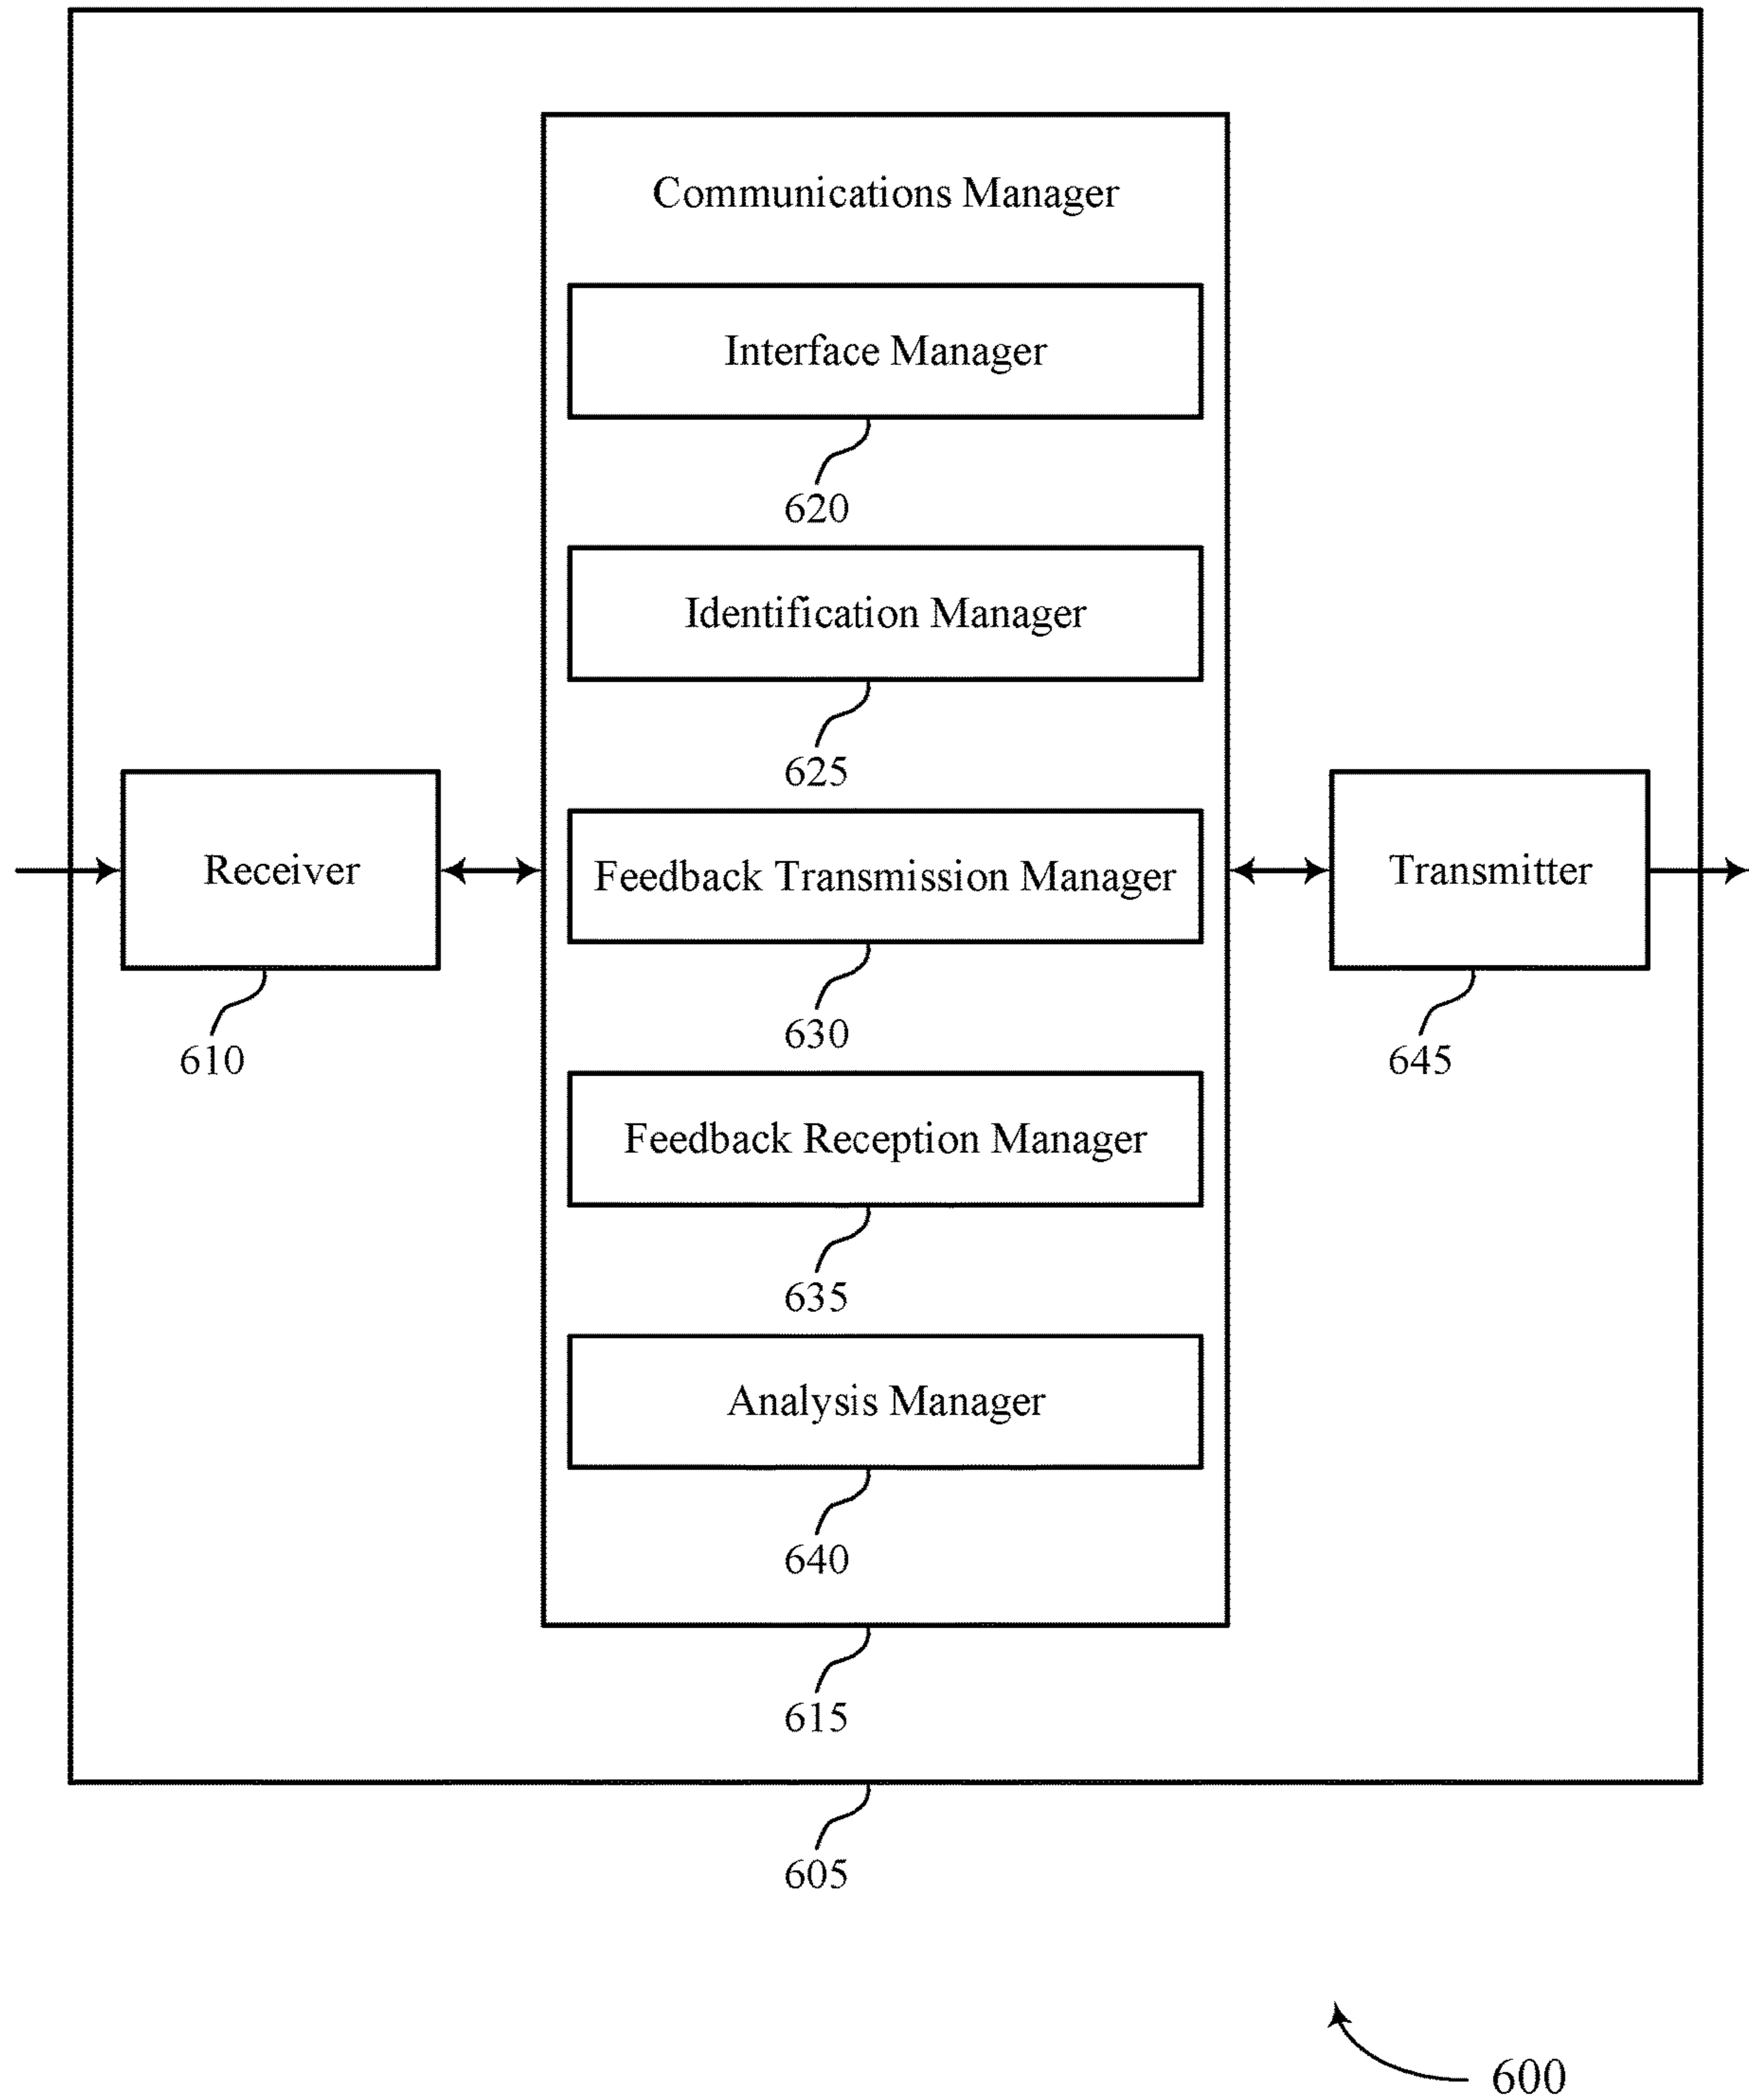 Communications Manager
Interface Manager
620
Identification Manager
625
Receiver
610
Feedback Transmission Manager
630
Transmitter
645
Feedback Reception Manager
635
Analysis Manager
640
615
605
600